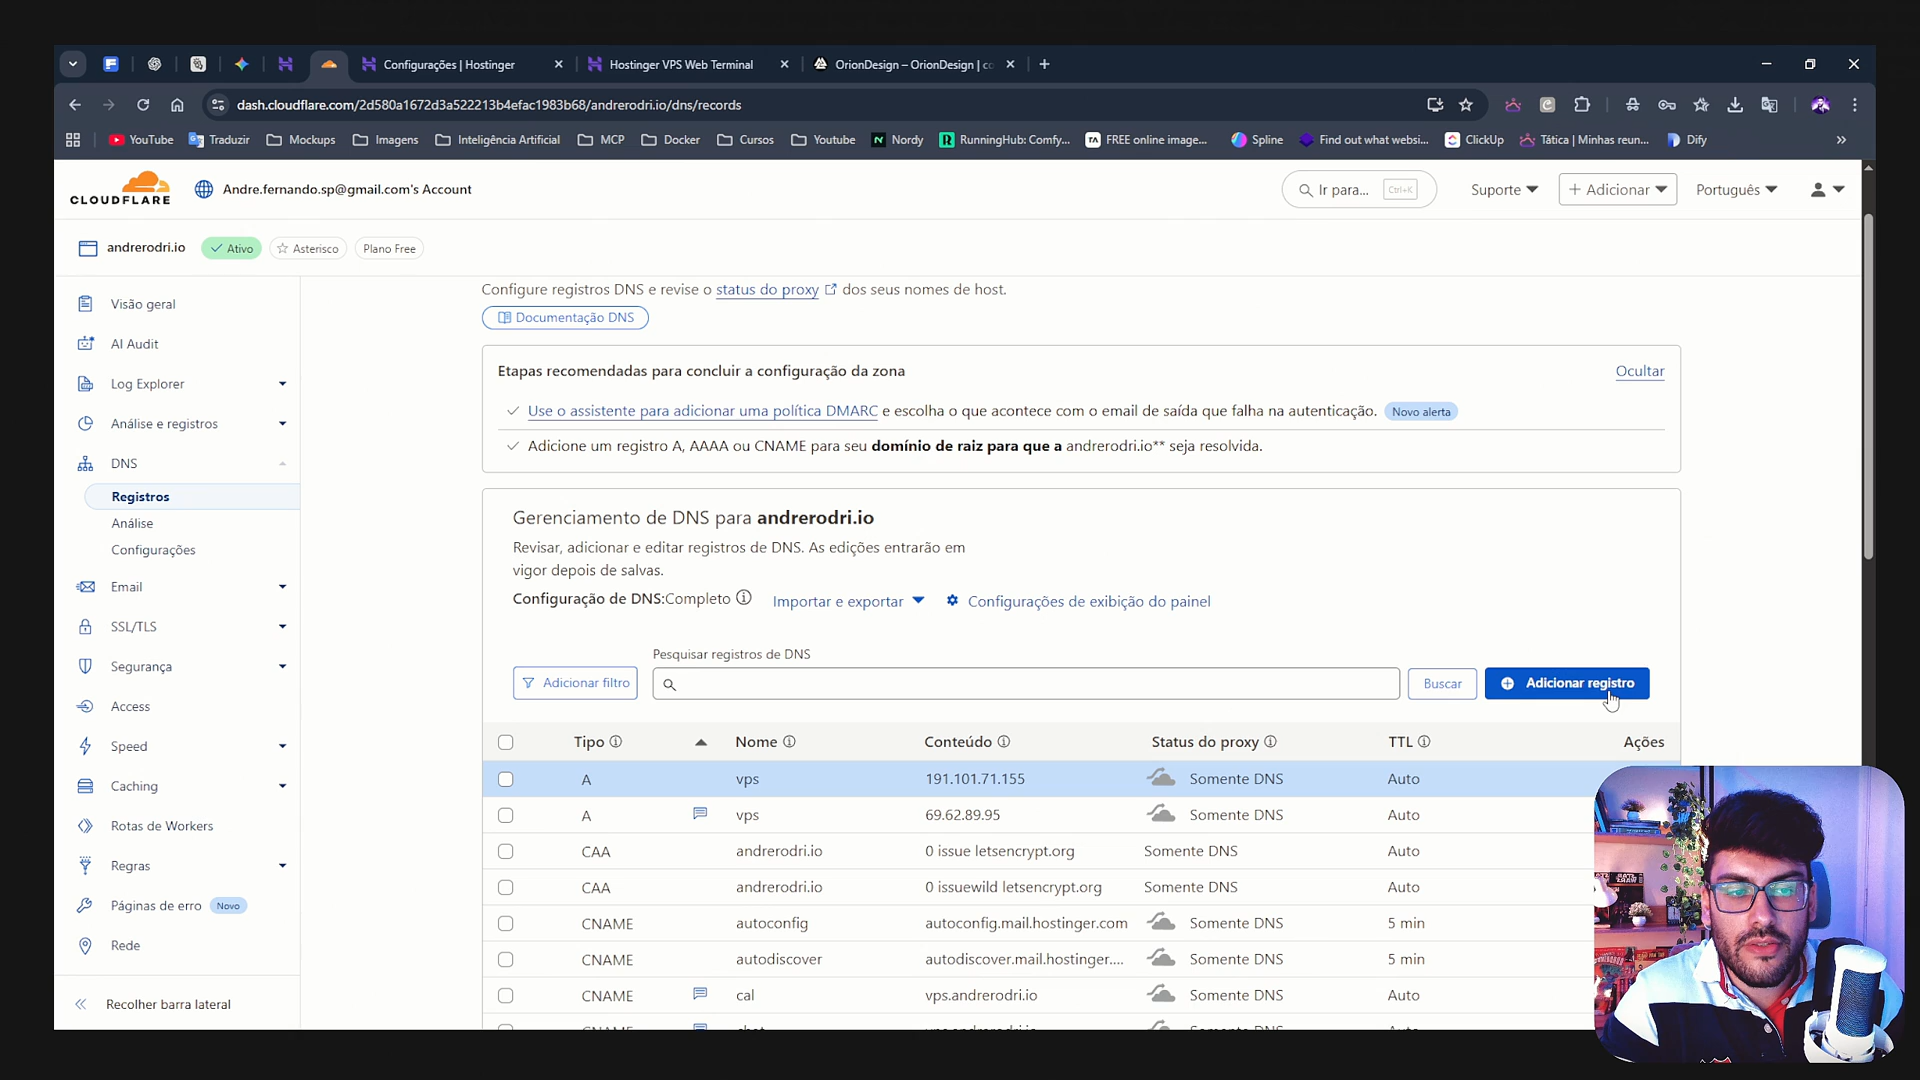 Configurações | Hostinger
Hostinger VPS Web Terminal
OrionDesign – OrionDesign | co
dash.cloudflare.com/2d580a1672d3a522213b4efac1983b68/andrerodri.io/dns/records
YouTube
Traduzir
Mockups
Imagens
Inteligência Artificial
MCP
Docker
Cursos
Youtube
Nordy
RunningHub: Comfy...
FREE online image...
Spline
Find out what websi...
ClickUp
Tática | Minhas reun...
Dify
CLOUDFLARE
Andre.fernando.sp@gmail.com's Account
Ir para...
Ctrl+K
Suporte
Adicionar
Português
andrerodri.io
Ativo
Asterisco
Plano Free
Visão geral
AI Audit
Log Explorer
Análise e registros
DNS
Registros
Análise
Configurações
Email
SSL/TLS
Segurança
Access
Speed
Caching
Rotas de Workers
Regras
Páginas de erro Novo
Rede
Recolher barra lateral
Configure registros DNS e revise o status do proxy dos seus nomes de host.
Documentação DNS
Etapas recomendadas para concluir a configuração da zona
Ocultar
Use o assistente para adicionar uma política DMARC e escolha o que acontece com o email de saída que falha na autenticação. Novo alerta
Adicione um registro A, AAAA ou CNAME para seu domínio de raiz para que a andrerodri.io** seja resolvida.
Gerenciamento de DNS para andrerodri.io
Revisar, adicionar e editar registros de DNS. As edições entrarão em
vigor depois de salvas.
Configuração de DNS:Completo
Importar e exportar
Configurações de exibição do painel
Pesquisar registros de DNS
Adicionar filtro
Buscar
Adicionar registro
Tipo Nome Conteúdo Status do proxy TTL Ações
A vps 191.101.71.155 Somente DNS Auto
A vps 69.62.89.95 Somente DNS Auto
CAA andrerodri.io 0 issue letsencrypt.org Somente DNS Auto
CAA andrerodri.io 0 issuewild letsencrypt.org Somente DNS Auto
CNAME autoconfig autoconfig.mail.hostinger.com Somente DNS 5 min
CNAME autodiscover autodiscover.mail.hostinger.... Somente DNS 5 min
CNAME cal vps.andrerodri.io Somente DNS Auto